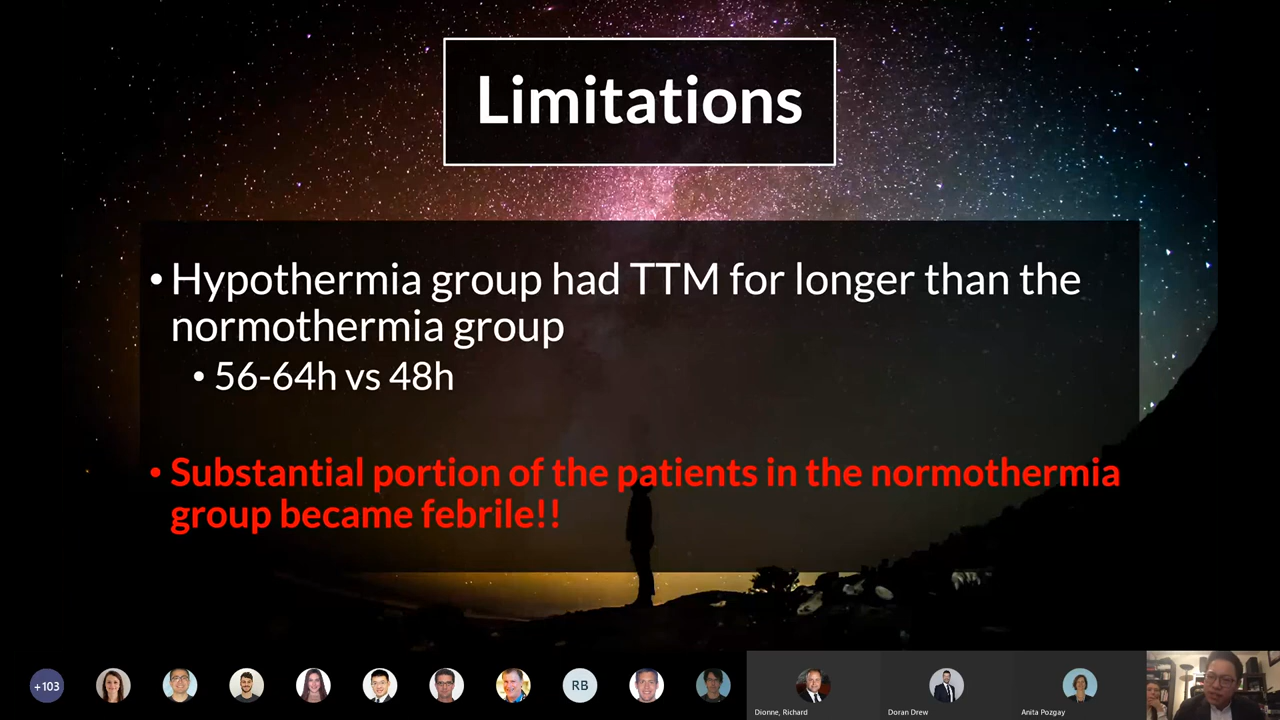 Limitations
• Hypothermia group had TTM for longer than the
normothermia group
• 56-64h vs 48h
• Substantial portion of the patients in the normothermia
group became febrile!!
+103
RB
Dionne, Richard
Doran Drew
Anita Pozgay